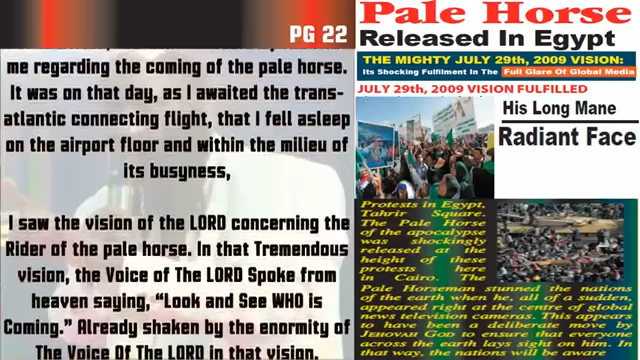 PG 22
me regarding the coming of the pale horse.
It was on that day, as I awaited the trans-
atlantic connecting flight, that I fell asleep
on the airport floor and within the milieu of
its busyness,
I saw the vision of the LORD concerning the
Rider of the pale horse. In that Tremendous
vision, the Voice of The LORD Spoke from
heaven saying, “Look and See WHO is
Coming.” Already shaken by the enormity of
The Voice Of The LORD in that vision,
Pale Horse
Released In Egypt
THE MIGHTY JULY 29th, 2009 VISION:
Its Shocking Fulfilment In The Full Glare Of Global Media
JULY 29th, 2009 VISION FULFILLED
His Long Mane
Radiant Face
Protests in Egypt,
Tahrir Square.
The Pale Horse
of the apocalypse
was shockingly
released at the
height of these
protests here
in Cairo. The
Pale Horseman stunned the nations
of the earth when he, all of a sudden,
appeared right at the centre of global
news television cameras. This appears
to have been a deliberate move by
Jehovah God to ensure that everyone
across the earth lays sight on him. In
that way, the nations will be aware